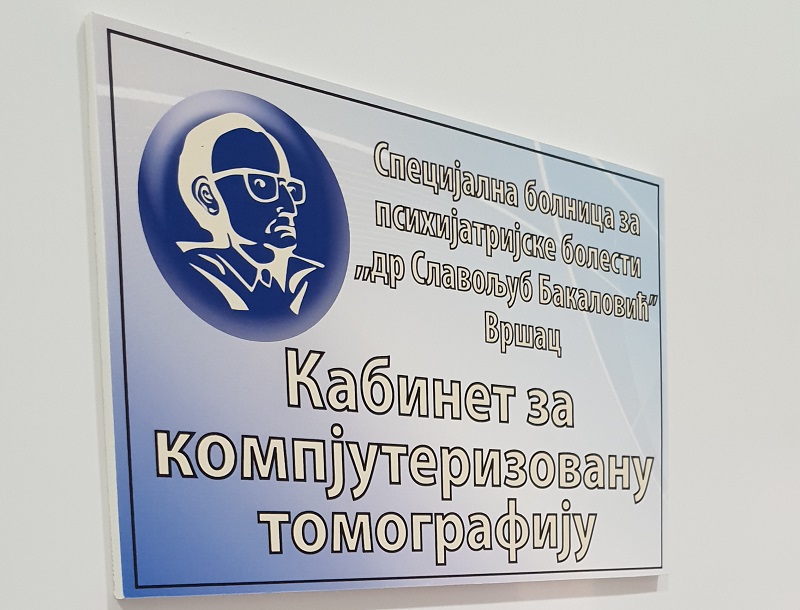 Специјална болница за
психијатријске болести
„др Славољуб Бакаловић”
Вршац
Кабинет за
компјутеризовану
томографију